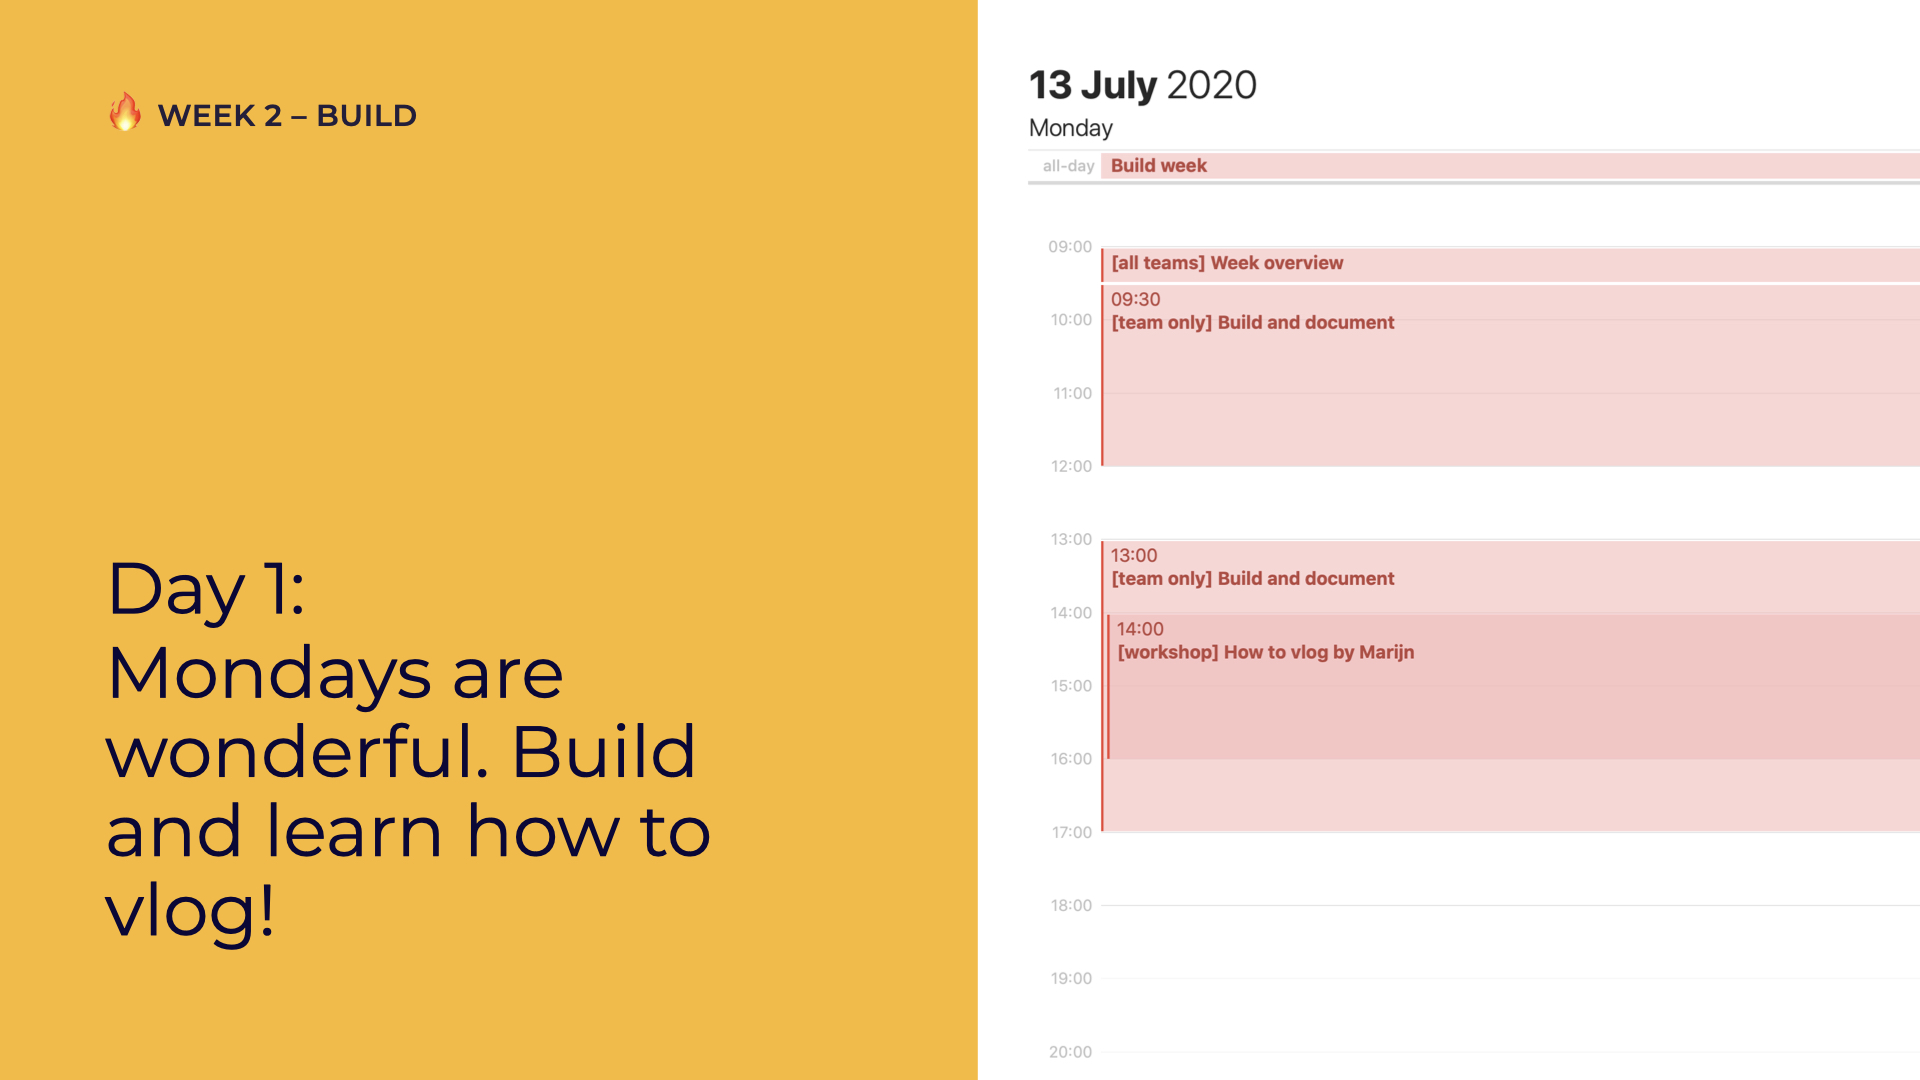 🔥 WEEK 2 – BUILD
Day 1:
Mondays are
wonderful. Build
and learn how to
vlog!
13 July 2020
Monday
all-day Build week
09:00
[all teams] Week overview
09:30
10:00 [team only] Build and document
11:00
12:00
13:00
13:00
[team only] Build and document
14:00
14:00
[workshop] How to vlog by Marijn
15:00
16:00
17:00
18:00
19:00
20:00